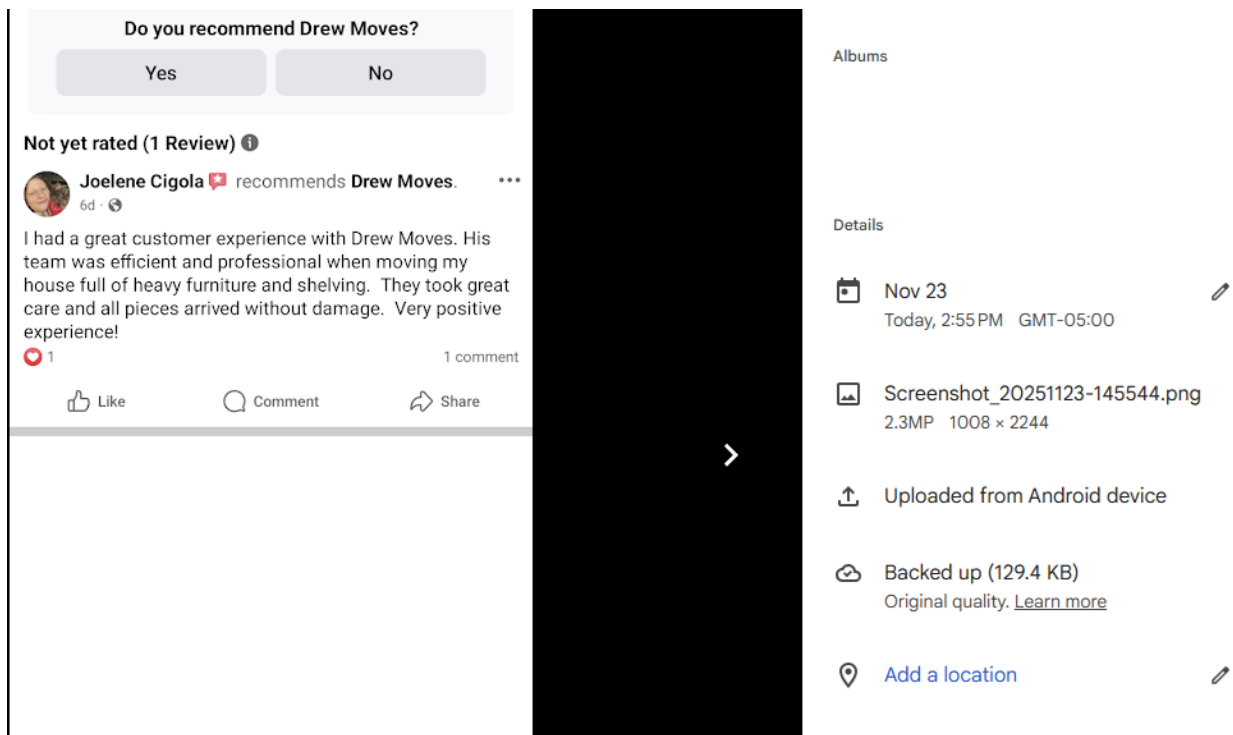 Do you recommend Drew Moves?
Yes
No
Not yet rated (1 Review)
Joelene Cigola recommends Drew Moves.
6d ·
I had a great customer experience with Drew Moves. His
team was efficient and professional when moving my
house full of heavy furniture and shelving.  They took great
care and all pieces arrived without damage.  Very positive
experience!
1
1 comment
Like
Comment
Share
Albums
Details
Nov 23
Today, 2:55 PM GMT-05:00
Screenshot_20251123-145544.png
2.3MP 1008 × 2244
Uploaded from Android device
Backed up (129.4 KB)
Original quality. Learn more
Add a location